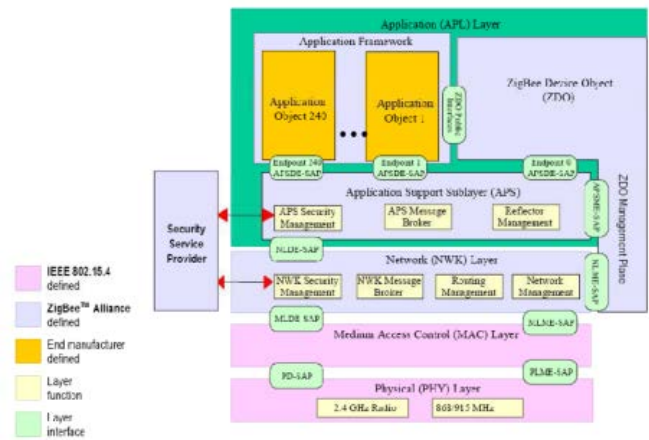 Application (APL) Layer
Application Framework
Application
Object 240
Application
Object 1
ZDO Public
Interfaces
ZigBee Device Object
(ZDO)
Endpoint 240
APSDE-SAP
Endpoint 1
APSDE-SAP
Endpoint 0
APSDE-SAP
Application Support Sublayer (APS)
APS Security
Management
APS Message
Broker
Reflector
Management
APSME-SAP
ZDO Management Plane
Security
Service
Provider
NLDE-SAP
Network (NWK) Layer
NWK Security
Management
NWK Message
Broker
Routing
Management
Network
Management
NLME-SAP
MLDE-SAP
MLME-SAP
Medium Access Control (MAC) Layer
PD-SAP
PLME-SAP
Physical (PHY) Layer
2.4 GHz Radio
868/915 MHz
IEEE 802.15.4
defined
ZigBee™ Alliance
defined
End manufacturer
defined
Layer
function
Layer
interface